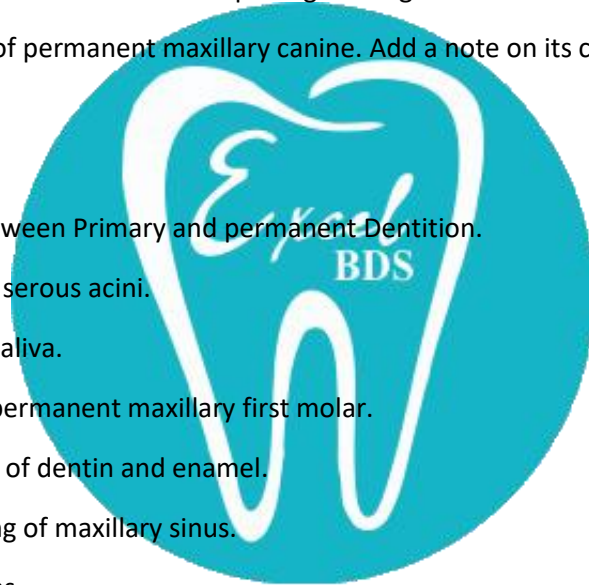 of permanent maxillary canine. Add a note on its c
ween Primary and permanent Dentition.
Excel
BDS
serous acini.
aliva.
permanent maxillary first molar.
of dentin and enamel.
g of maxillary sinus.